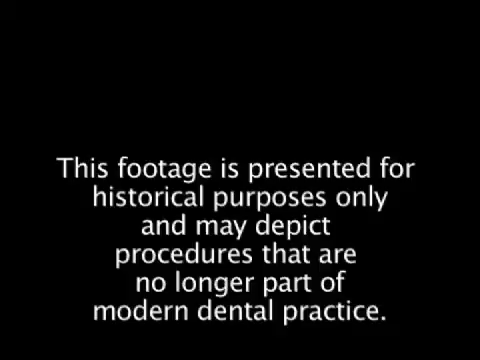 This footage is presented for
historical purposes only
and may depict
procedures that are
no longer part of
modern dental practice.